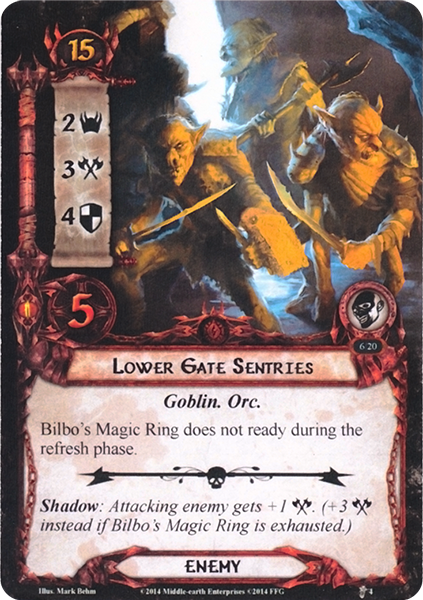 15
2
3
4
5
6/20
LOWER GATE SENTRIES
Goblin. Orc.
Bilbo's Magic Ring does not ready during the
refresh phase.
Shadow: Attacking enemy gets +1 . (+3
instead if Bilbo's Magic Ring is exhausted.)
ENEMY
Illus. Mark Behm
©2014 Middle-earth Enterprises ©2014 FFG
4